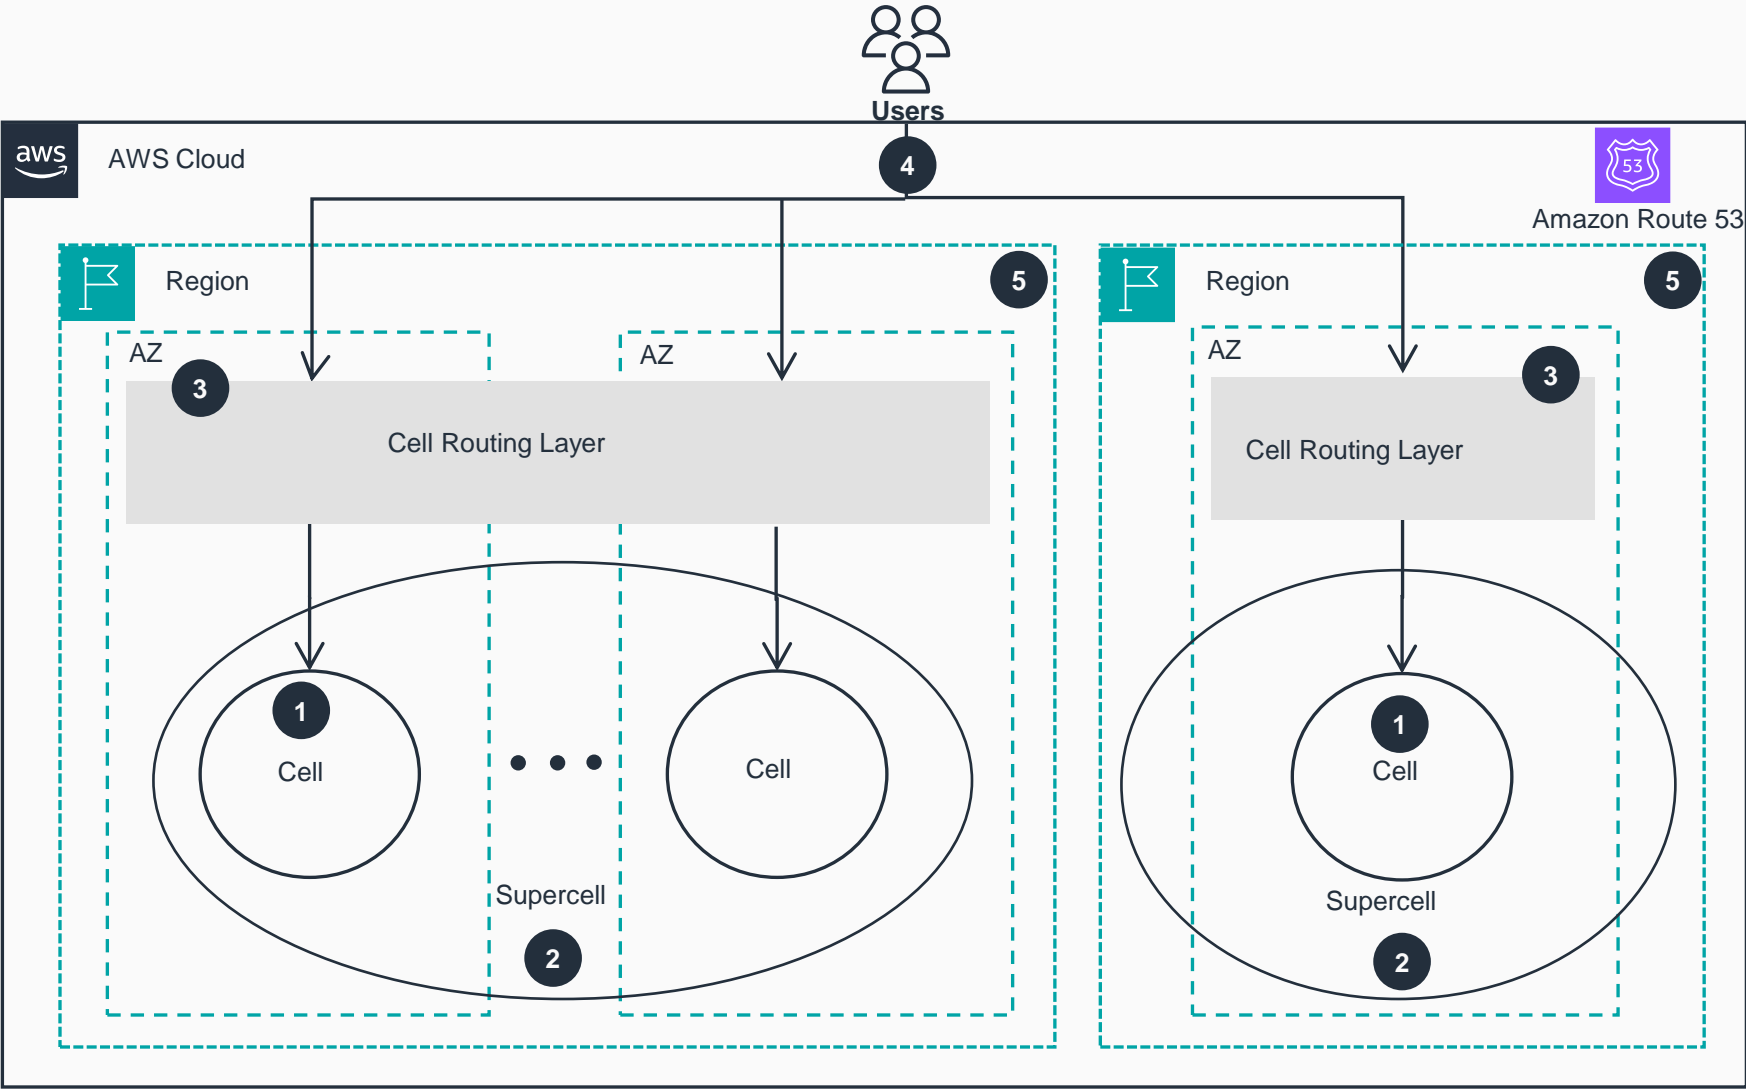 Users
aws
AWS Cloud
4
53
Amazon Route 53
Region
5
Region
5
AZ
AZ
AZ
3
3
Cell Routing Layer
Cell Routing Layer
1
1
Cell
Cell
Cell
Supercell
Supercell
2
2